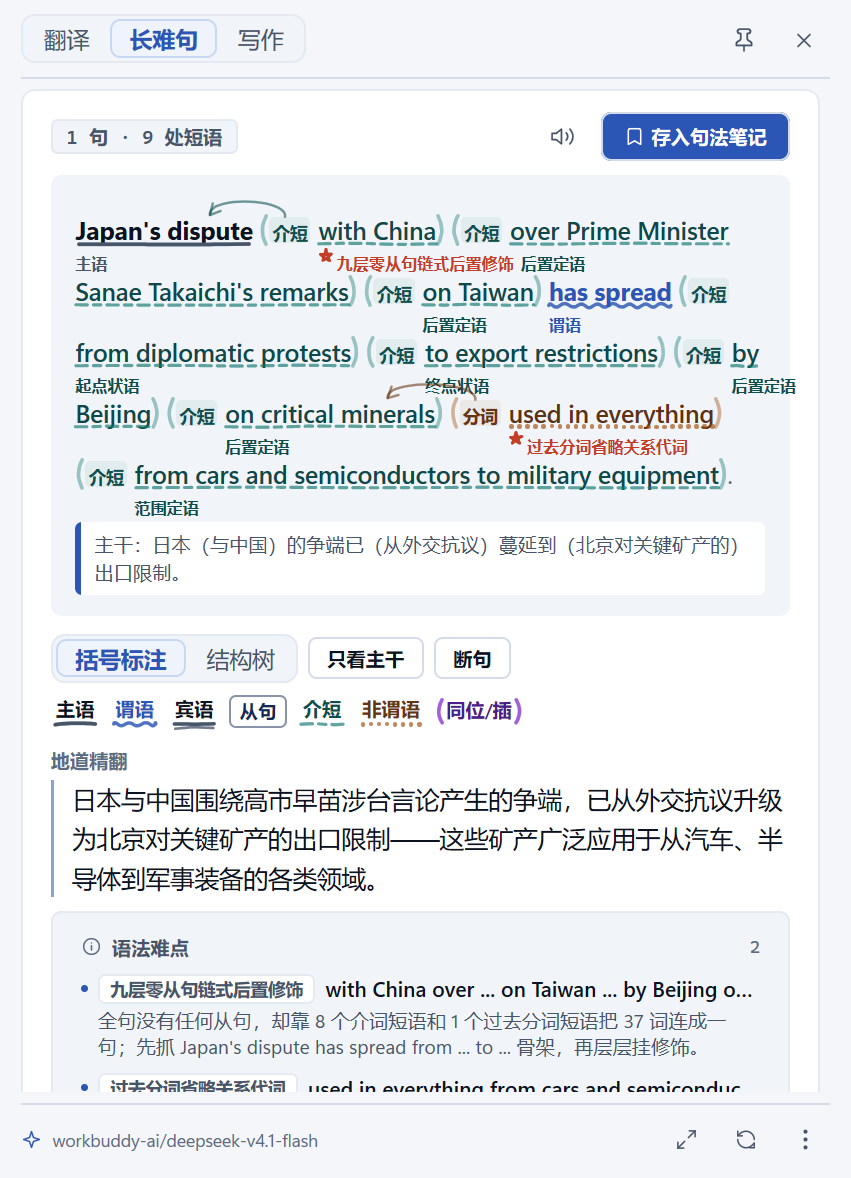 翻译 长难句 写作
1 句 · 9 处短语 存入句法笔记
Japan's dispute (介短 with China) (介短 over Prime Minister
主语 ★九层零从句链式后置修饰 后置定语
Sanae Takaichi's remarks) (介短 on Taiwan) has spread (介短
后置定语 谓语
from diplomatic protests) (介短 to export restrictions) (介短 by
起点状语 终点状语 后置定语
Beijing) (介短 on critical minerals) (分词 used in everything)
后置定语 ★过去分词省略关系代词
(介短 from cars and semiconductors to military equipment).
范围定语
主干：日本（与中国）的争端已（从外交抗议）蔓延到（北京对关键矿产的）
出口限制。
括号标注 结构树 只看主干 断句
主语 谓语 宾语 从句 介短 非谓语 (同位/插)
地道精翻
日本与中国围绕高市早苗涉台言论产生的争端，已从外交抗议升级
为北京对关键矿产的出口限制——这些矿产广泛应用于从汽车、半
导体到军事装备的各类领域。
语法难点 2
九层零从句链式后置修饰 with China over ... on Taiwan ... by Beijing o...
全句没有任何从句，却靠 8 个介词短语和 1 个过去分词短语把 37 词连成一
句；先抓 Japan's dispute has spread from ... to ... 骨架，再层层挂修饰。
过去分词省略关系代词 used in everything from cars and semiconduc...
workbuddy-ai/deepseek-v4.1-flash